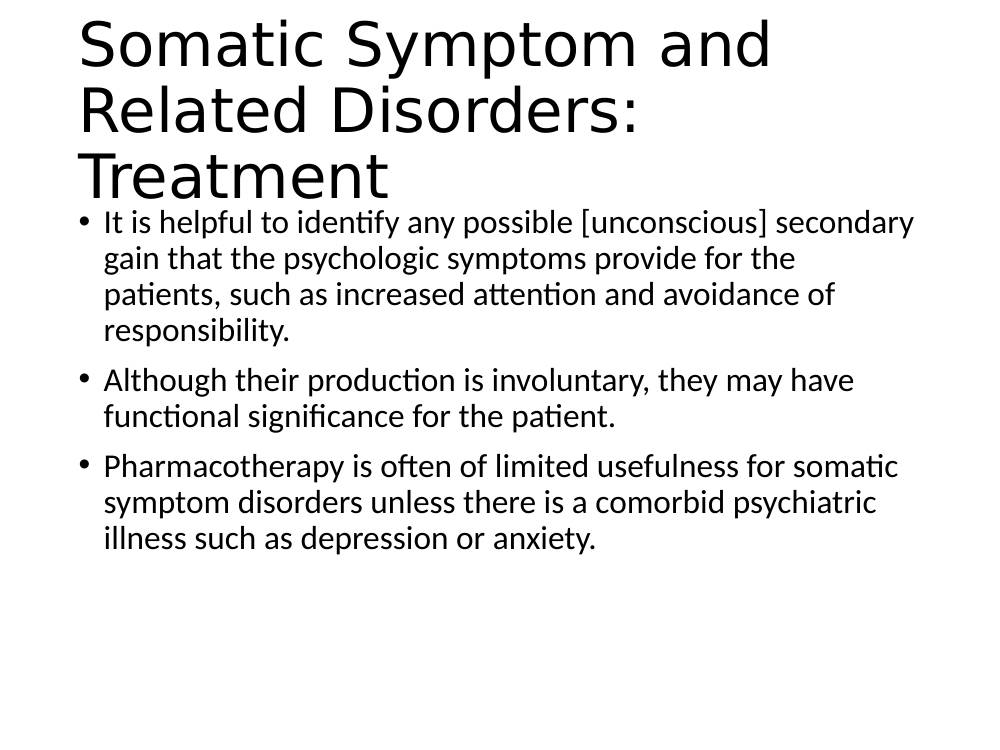 Somatic Symptom and
Related Disorders:
Treatment
• It is helpful to identify any possible [unconscious] secondary
gain that the psychologic symptoms provide for the
patients, such as increased attention and avoidance of
responsibility.
• Although their production is involuntary, they may have
functional significance for the patient.
• Pharmacotherapy is often of limited usefulness for somatic
symptom disorders unless there is a comorbid psychiatric
illness such as depression or anxiety.